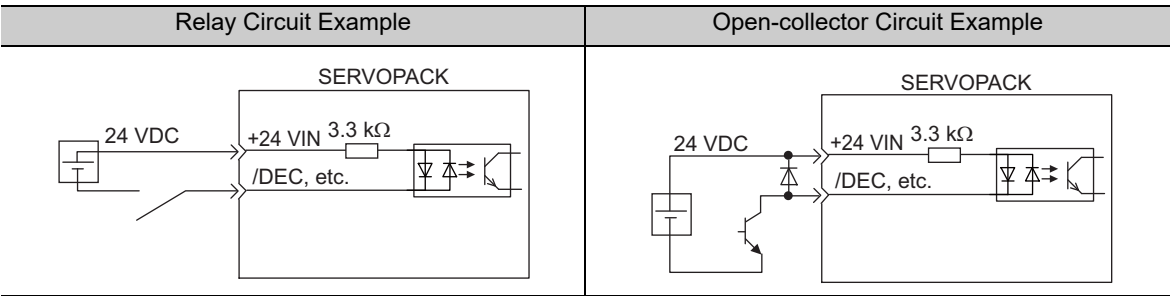 Relay Circuit Example
Open-collector Circuit Example
SERVOPACK
24 VDC
+24 VIN
3.3 kΩ
/DEC, etc.
SERVOPACK
24 VDC
+24 VIN
3.3 kΩ
/DEC, etc.